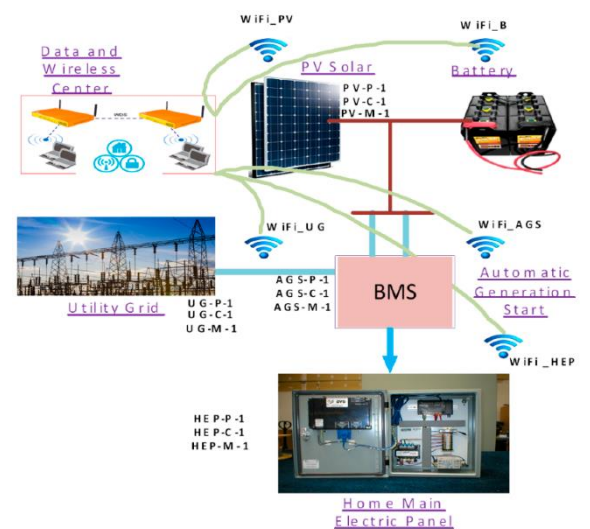 WiFi_PV
WiFi_B
Data and
Wireless
Center
PV Solar
Battery
PV-P-1
PV-C-1
PV-M-1
WiFi_UG
WiFi_AGS
AGS-P-1
AGS-C-1
AGS-M-1
BMS
Automatic
Generation
Start
Utility Grid
UG-P-1
UG-C-1
UG-M-1
WiFi_HEP
HEP-P-1
HEP-C-1
HEP-M-1
Home Main
Electric Panel